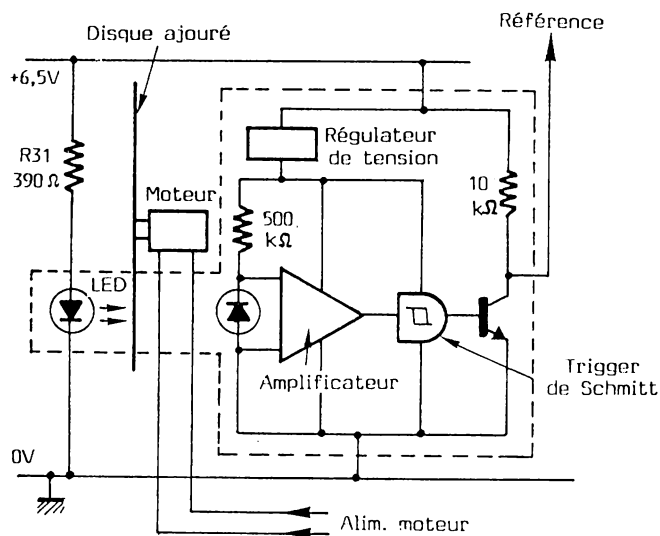 Référence
Disque ajouré
+6,5V
R31
390 Ω
Régulateur
de tension
Moteur
10
kΩ
500
kΩ
LED
Amplificateur
Trigger
de Schmitt
0V
Alim. moteur